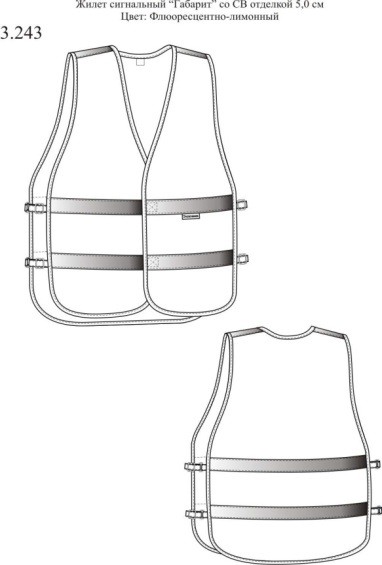 Жилет сигнальный “Габарит” со СВ отделкой 5,0 см
Цвет: Флюоресцентно-лимонный
3.243